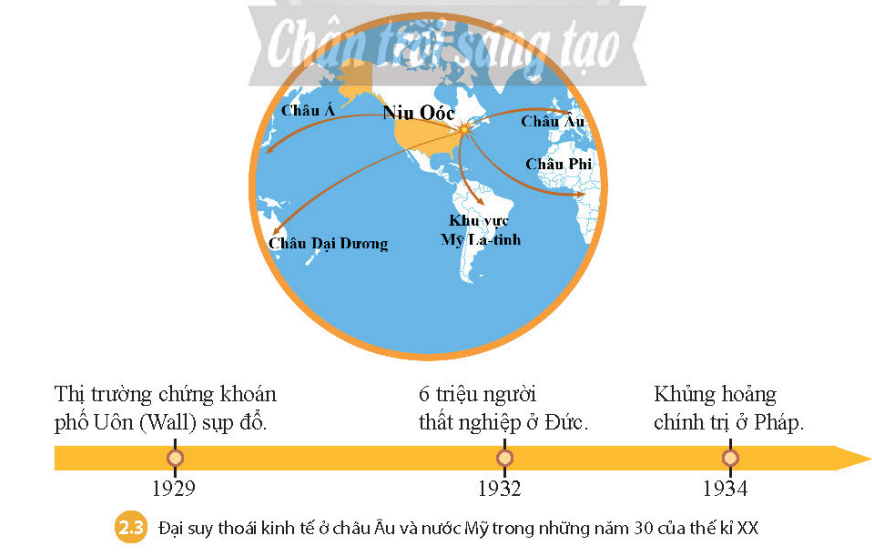 Chân trời sáng tạo
Châu Á
Niu Oóc
Châu Âu
Châu Phi
Khu vực
Mỹ La-tinh
Châu Đại Dương
Thị trường chứng khoán
phố Uôn (Wall) sụp đổ.
6 triệu người
thất nghiệp ở Đức.
Khủng hoảng
chính trị ở Pháp.
1929
1932
1934
2.3 Đại suy thoái kinh tế ở châu Âu và nước Mỹ trong những năm 30 của thế kỉ XX